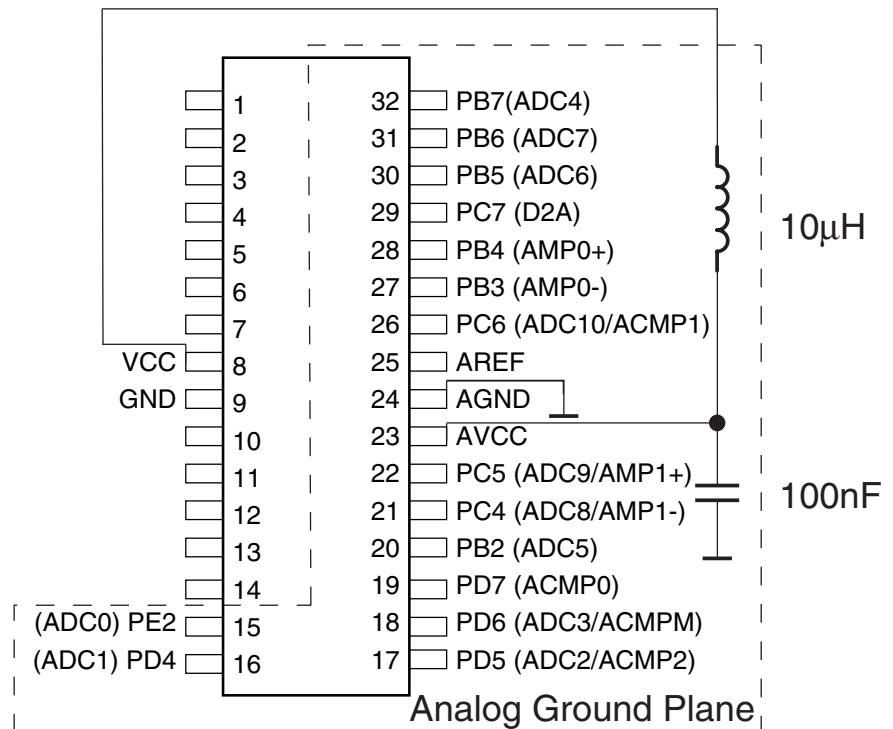 1 32 PB7(ADC4)
2 31 PB6 (ADC7)
3 30 PB5 (ADC6)
4 29 PC7 (D2A)
5 28 PB4 (AMP0+)
6 27 PB3 (AMP0-)
7 26 PC6 (ADC10/ACMP1)
VCC 8 25 AREF
GND 9 24 AGND
10 23 AVCC
11 22 PC5 (ADC9/AMP1+)
12 21 PC4 (ADC8/AMP1-)
13 20 PB2 (ADC5)
14 19 PD7 (ACMP0)
(ADC0) PE2 15 18 PD6 (ADC3/ACMPM)
(ADC1) PD4 16 17 PD5 (ADC2/ACMP2)
10µH
100nF
Analog Ground Plane